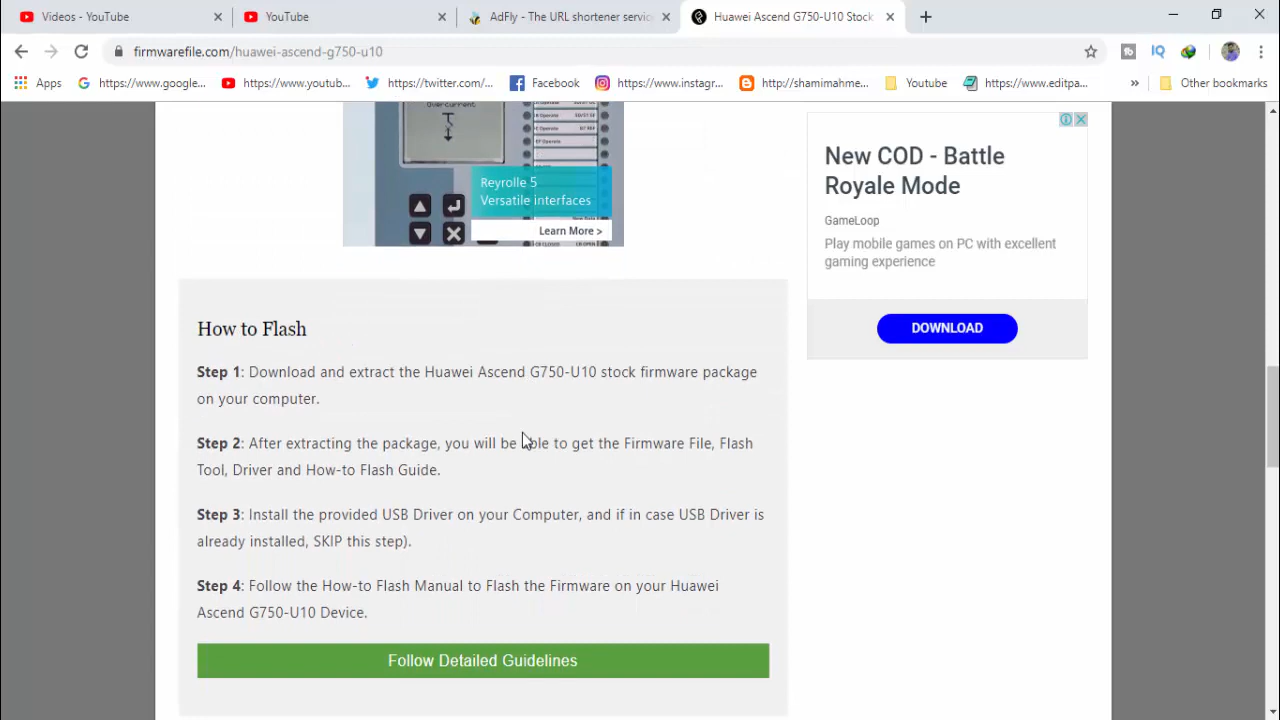 Videos - YouTube
YouTube
AdFly - The URL shortener servic
Huawei Ascend G750-U10 Stock
firmwarefile.com/huawei-ascend-g750-u10
Apps
https://www.google...
https://www.youtub...
https://twitter.com/...
Facebook
https://www.instagr...
http://shamimahme...
Youtube
https://www.editpa...
Other bookmarks
Overcurrent
Reyrolle 5
Versatile interfaces
Learn More >
New COD - Battle
Royale Mode
GameLoop
Play mobile games on PC with excellent
gaming experience
DOWNLOAD
How to Flash
Step 1: Download and extract the Huawei Ascend G750-U10 stock firmware package
on your computer.
Step 2: After extracting the package, you will be able to get the Firmware File, Flash
Tool, Driver and How-to Flash Guide.
Step 3: Install the provided USB Driver on your Computer, and if in case USB Driver is
already installed, SKIP this step).
Step 4: Follow the How-to Flash Manual to Flash the Firmware on your Huawei
Ascend G750-U10 Device.
Follow Detailed Guidelines